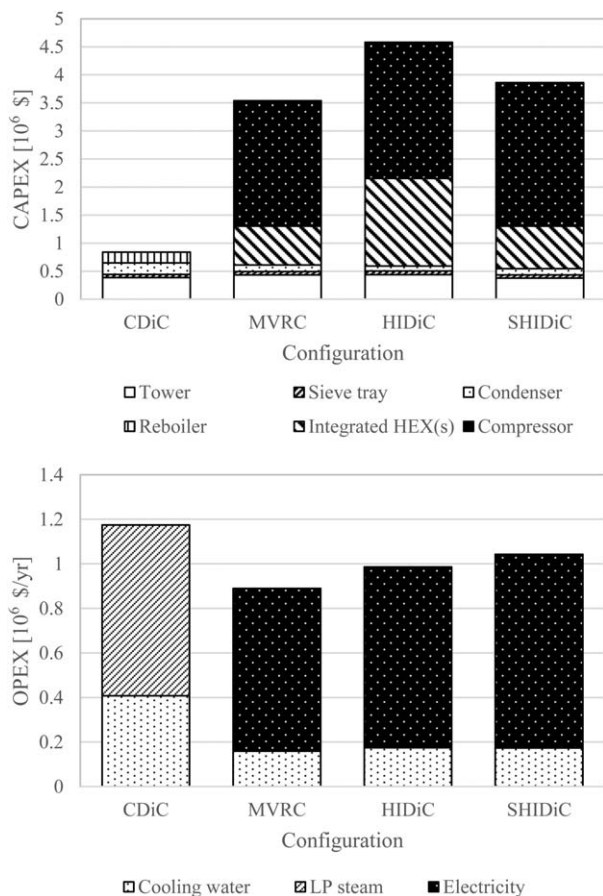 CAPEX [10⁶ $]
5
4.5
4
3.5
3
2.5
2
1.5
1
0.5
0
CDiC MVRC HIDiC SHIDiC
Configuration
Tower Sieve tray Condenser
Reboiler Integrated HEX(s) Compressor
OPEX [10⁶ $/yr]
1.4
1.2
1
0.8
0.6
0.4
0.2
0
CDiC MVRC HIDiC SHIDiC
Configuration
Cooling water LP steam Electricity